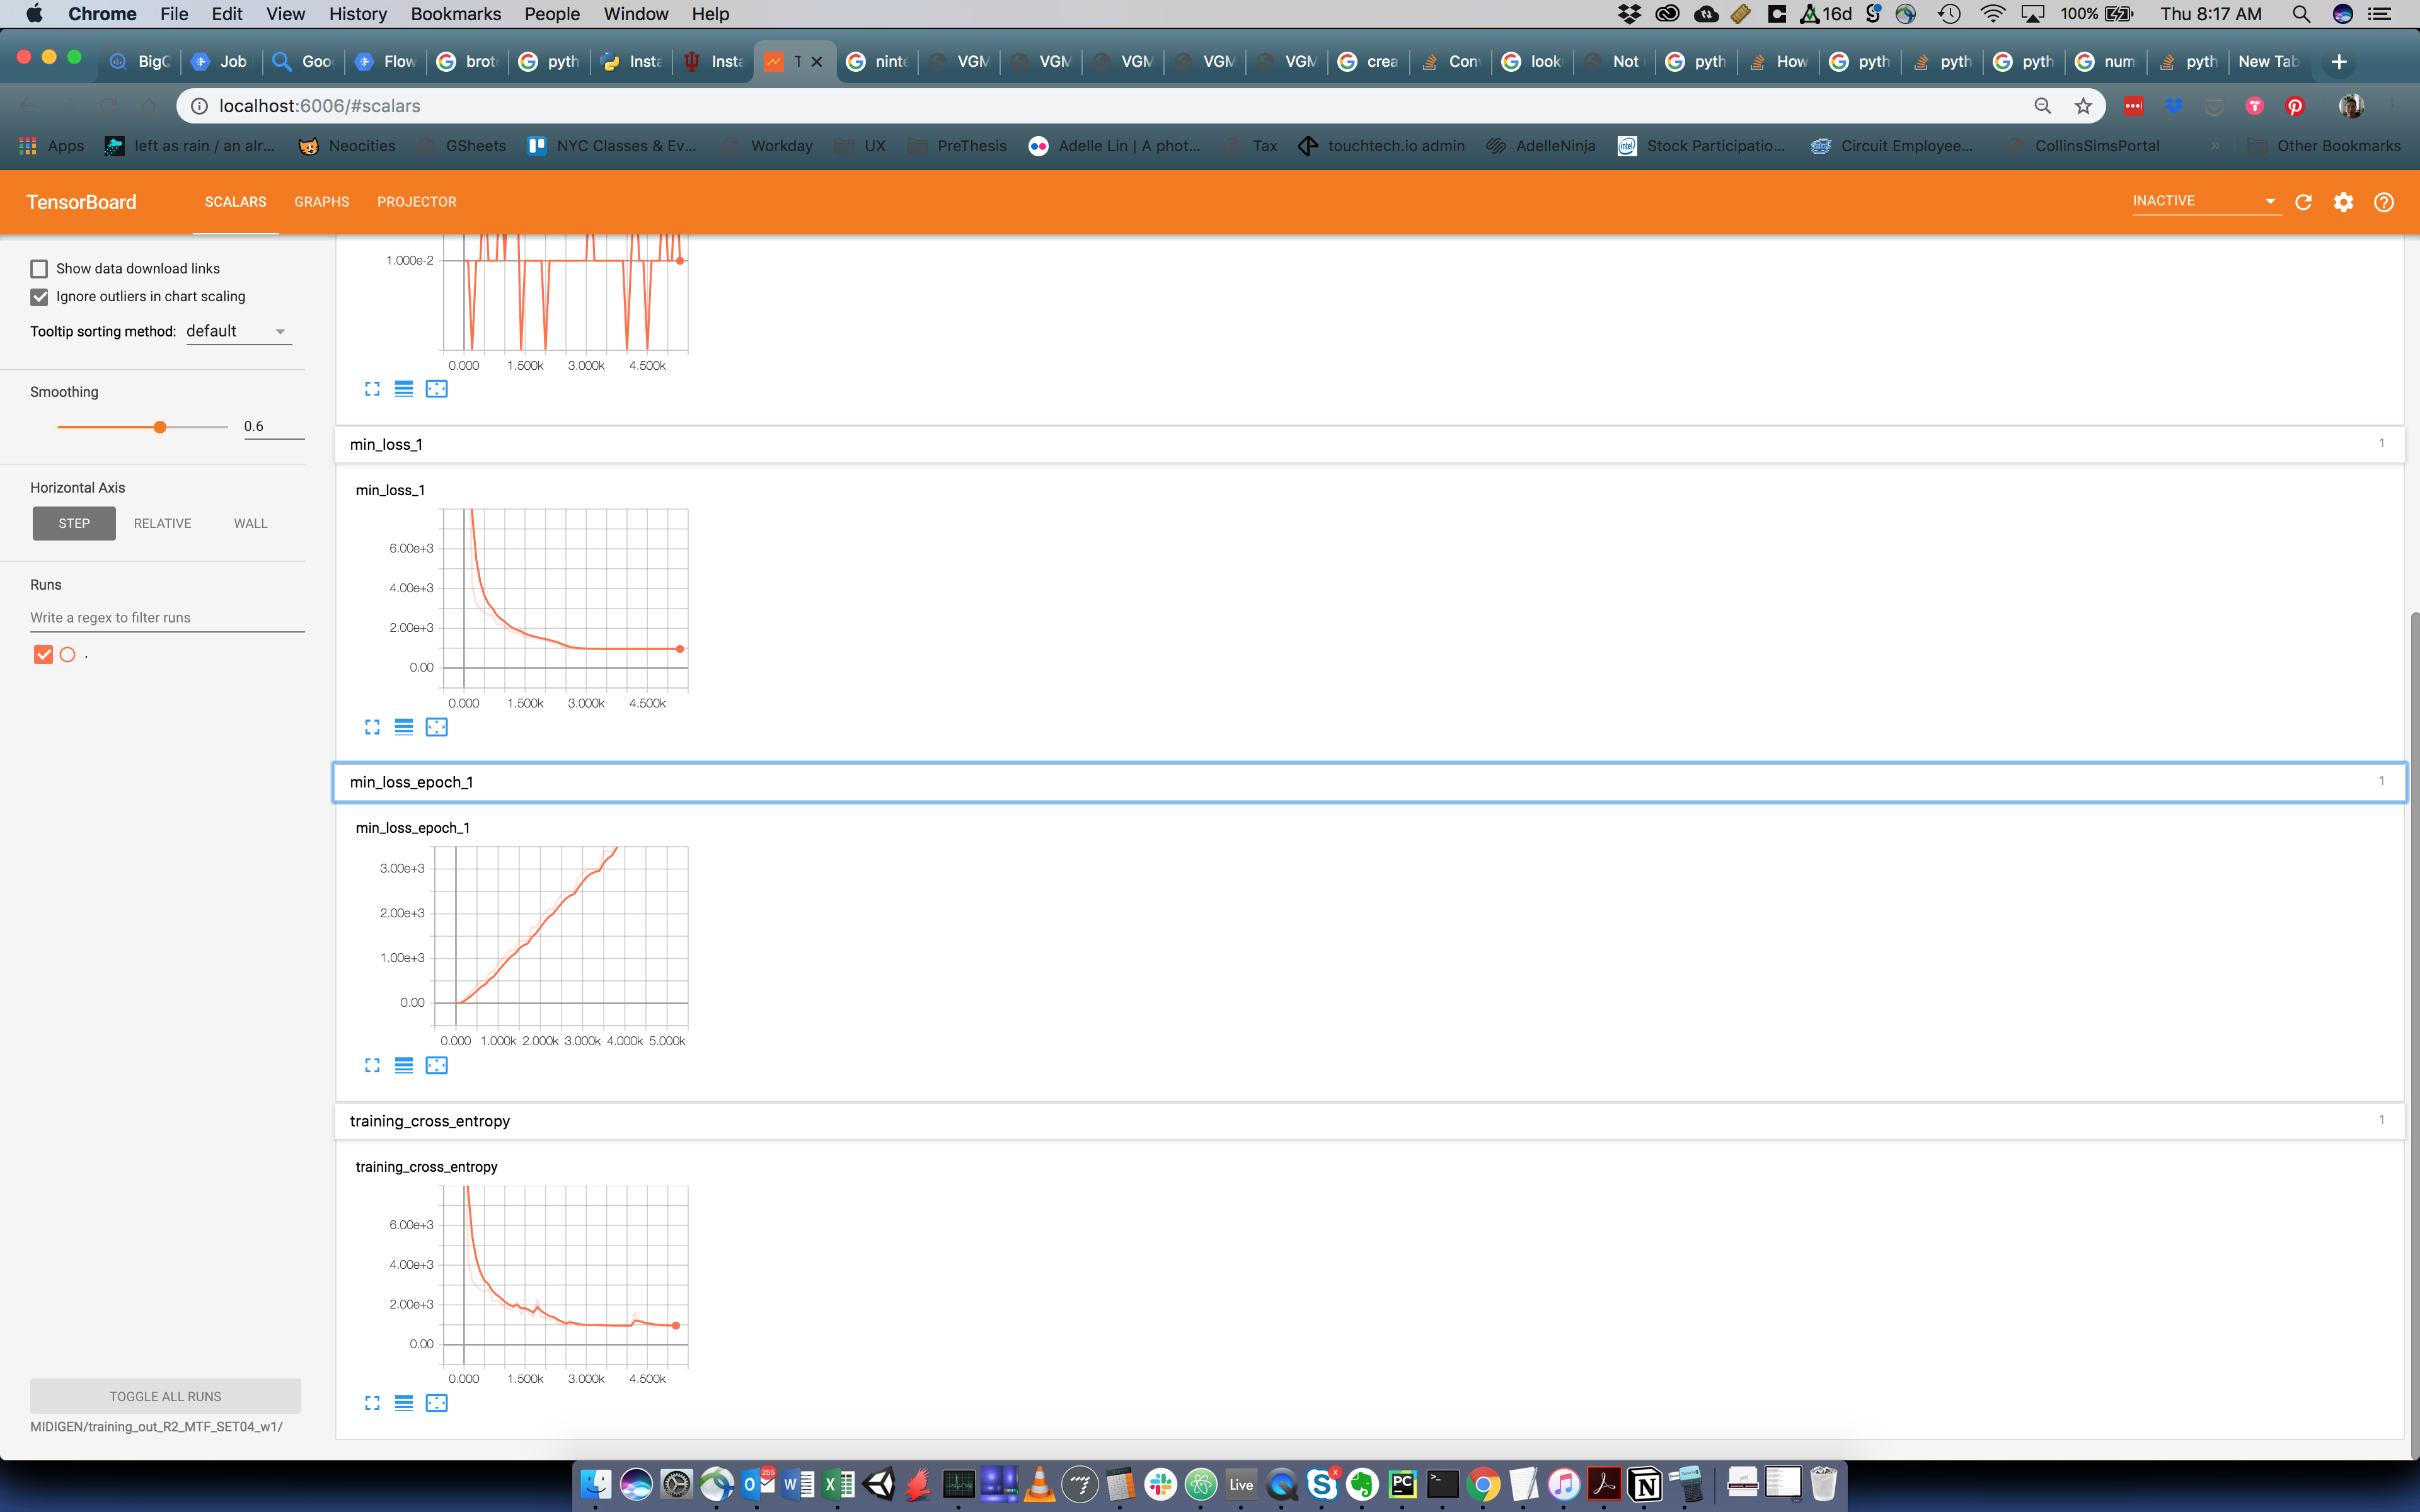 Chrome File Edit View History Bookmarks People Window Help 16d 100% Thu 8:17 AM
BigC Job Goo Flow brot pyth Insta Insta T ninte VGM VGM VGM VGM VGM crea Con look Not pyth How pyth pyth pyth num pyth New Tab
localhost:6006/#scalars
Apps left as rain / an alr... Neocities GSheets NYC Classes & Ev... Workday UX PreThesis Adelle Lin | A phot... Tax touchtech.io admin AdelleNinja Stock Participatio... Circuit Employee... CollinsSimsPortal » Other Bookmarks
TensorBoard SCALARS GRAPHS PROJECTOR INACTIVE
Show data download links
Ignore outliers in chart scaling
Tooltip sorting method: default
Smoothing
0.6
Horizontal Axis
STEP RELATIVE WALL
Runs
Write a regex to filter runs
.
TOGGLE ALL RUNS
MIDIGEN/training_out_R2_MTF_SET04_w1/
1.000e-2
0.000 1.500k 3.000k 4.500k
min_loss_1 1
min_loss_1
6.00e+3
4.00e+3
2.00e+3
0.00
0.000 1.500k 3.000k 4.500k
min_loss_epoch_1 1
min_loss_epoch_1
3.00e+3
2.00e+3
1.00e+3
0.00
0.000 1.000k 2.000k 3.000k 4.000k 5.000k
training_cross_entropy 1
training_cross_entropy
6.00e+3
4.00e+3
2.00e+3
0.00
0.000 1.500k 3.000k 4.500k
255
Live
PC